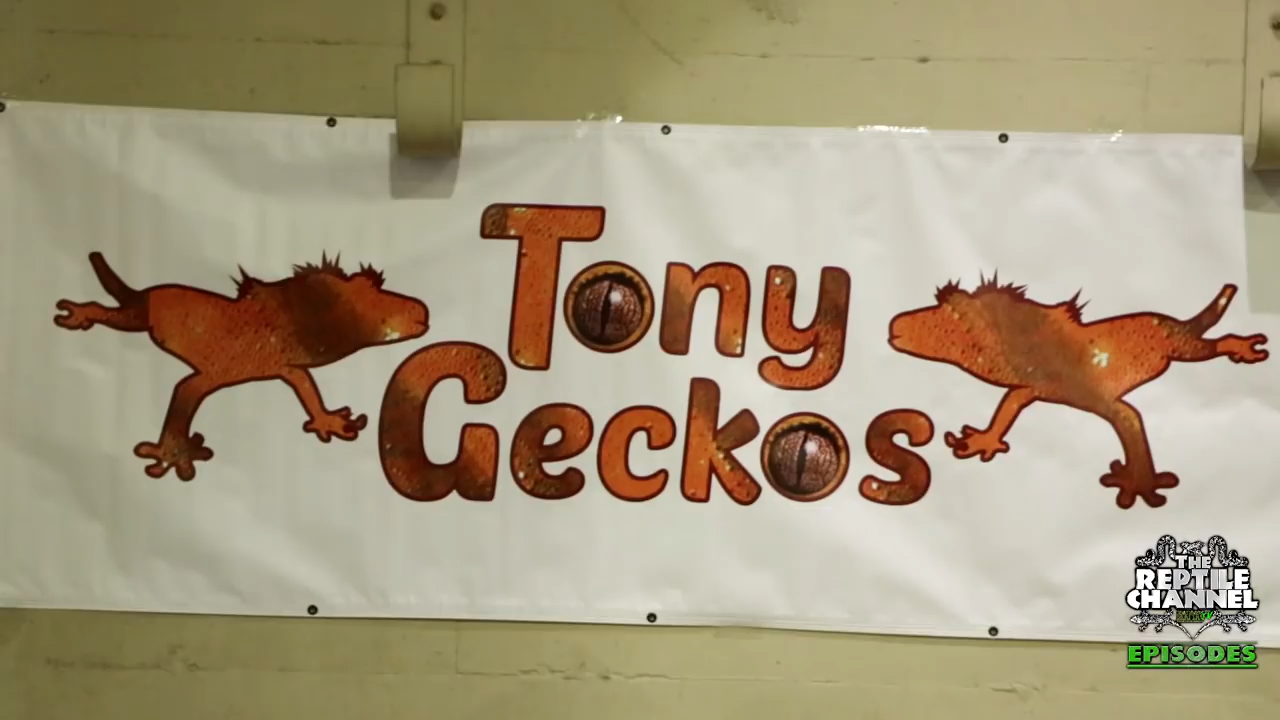 Tony
Geckos
THE
REPTILE
CHANNEL
EPISODES